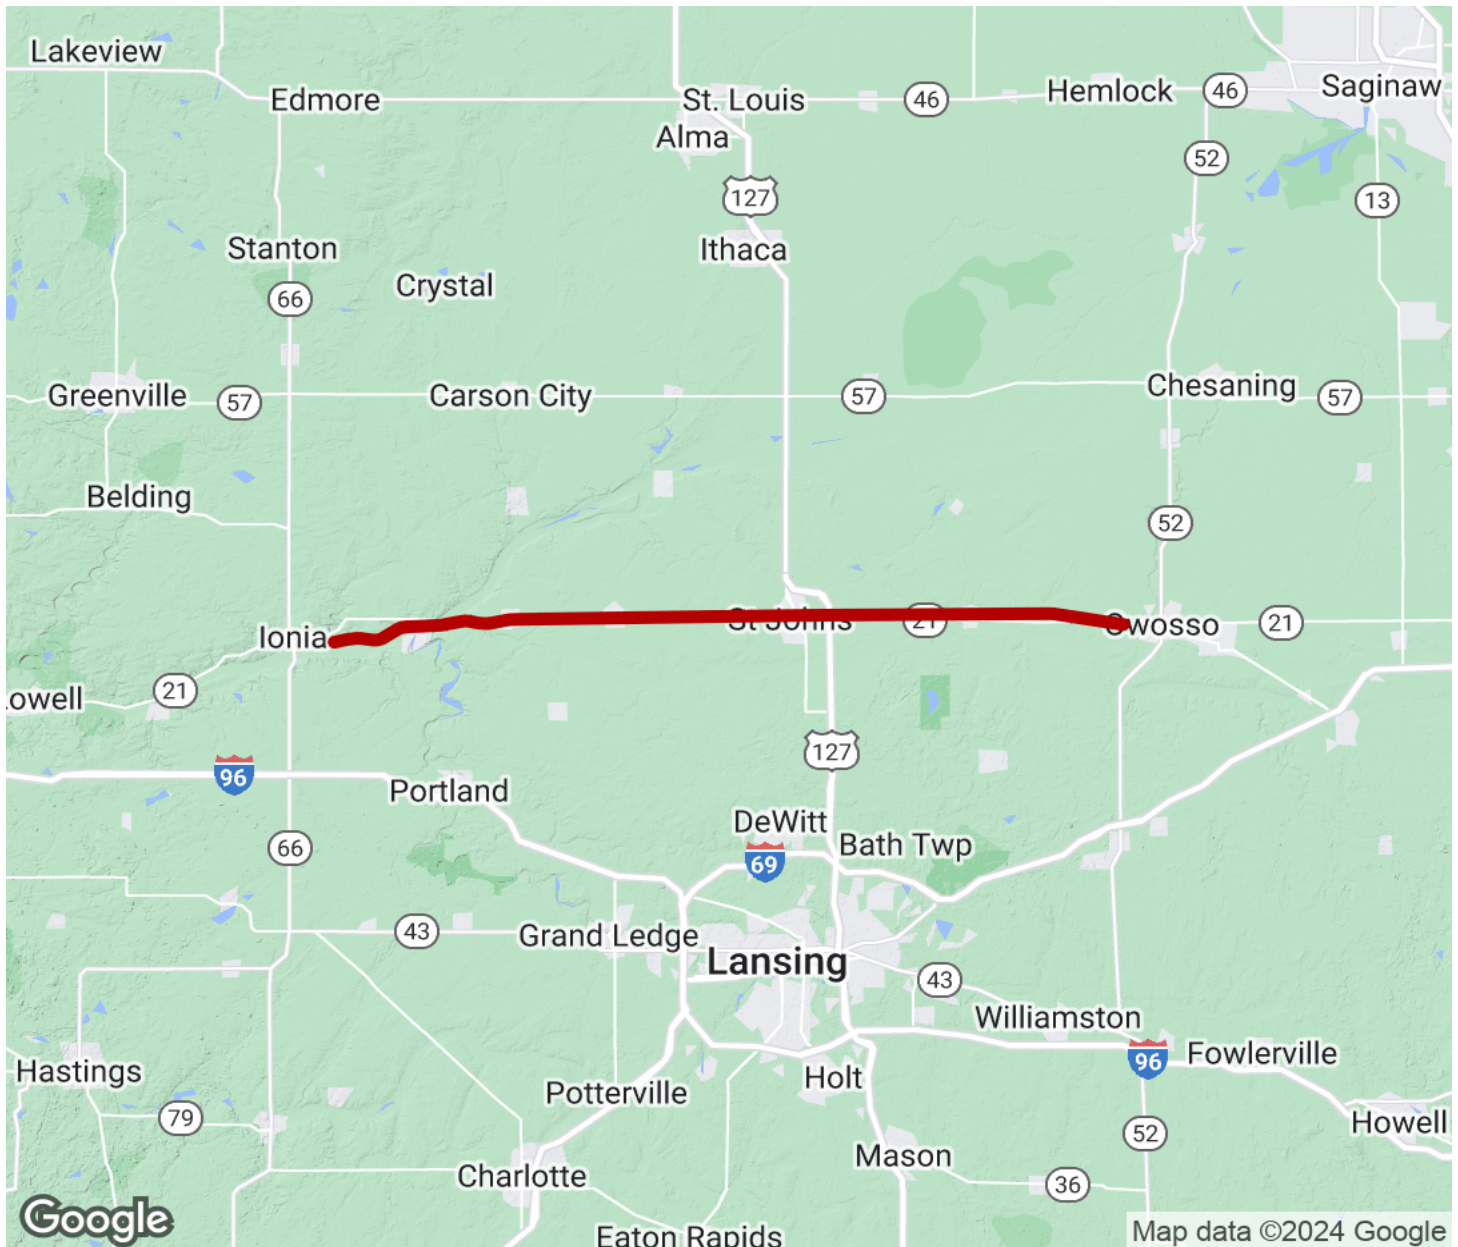 Lakeview
Edmore
St. Louis
46
Hemlock
46
Saginaw
Alma
52
127
13
Stanton
Ithaca
Crystal
66
Greenville
57
Carson City
57
Chesaning
57
Belding
52
Ionia
St Johns
21
Owosso
21
21
owell
127
96
Portland
DeWitt
66
Bath Twp
69
43
Grand Ledge
Lansing
43
Williamston
Hastings
96
Fowlerville
Potterville
Holt
79
52
Howell
Charlotte
Mason
36
Google
Eaton Rapids
Map data ©2024 Google